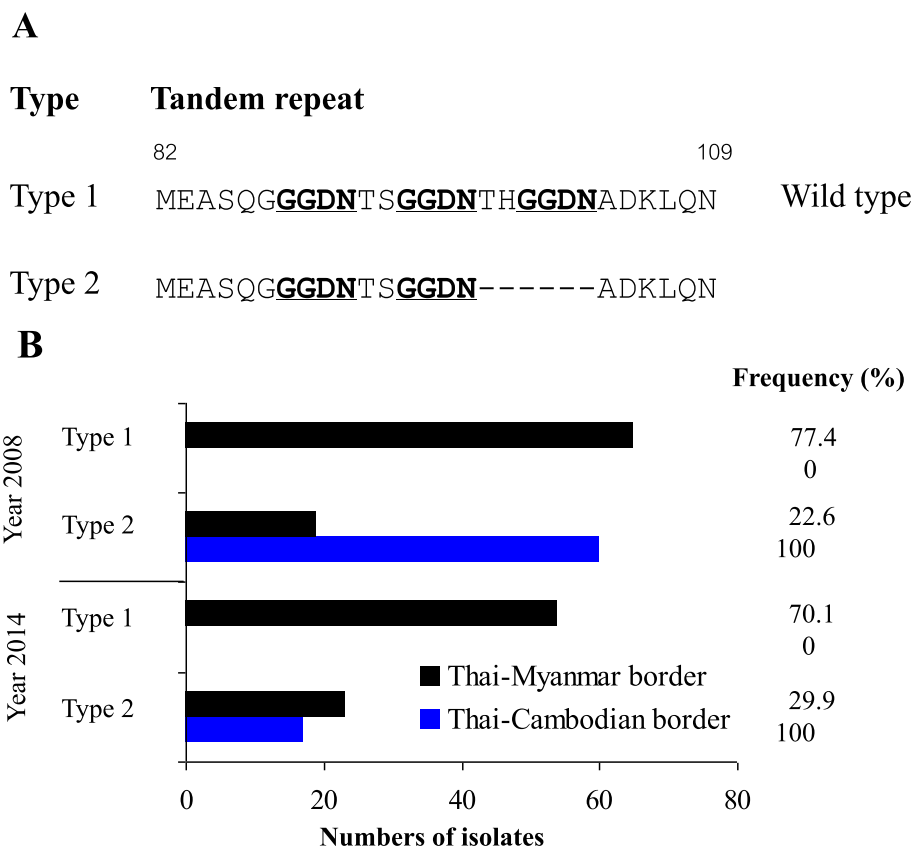 A
Type Tandem repeat
82 109
Type 1 MEASQGGGDNTSGGDNTHGGDNADKLQN Wild type
Type 2 MEASQGGGDNTSGGDN------ADKLQN
B
Frequency (%)
Year 2008
Type 1 77.4
0
Type 2 22.6
100
Year 2014
Type 1 70.1
0
Thai-Myanmar border
Type 2 29.9
Thai-Cambodian border
100
0 20 40 60 80
Numbers of isolates